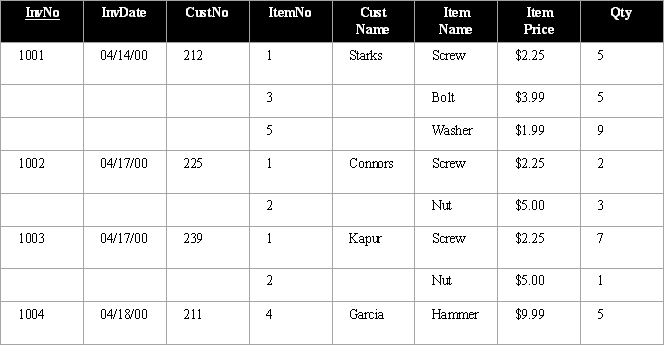 InvNo InvDate CustNo ItemNo Cust Name Item Name Item Price Qty
1001 04/14/00 212 1 Starks Screw $2.25 5
3 Bolt $3.99 5
5 Washer $1.99 9
1002 04/17/00 225 1 Connors Screw $2.25 2
2 Nut $5.00 3
1003 04/17/00 239 1 Kapur Screw $2.25 7
2 Nut $5.00 1
1004 04/18/00 211 4 Garcia Hammer $9.99 5